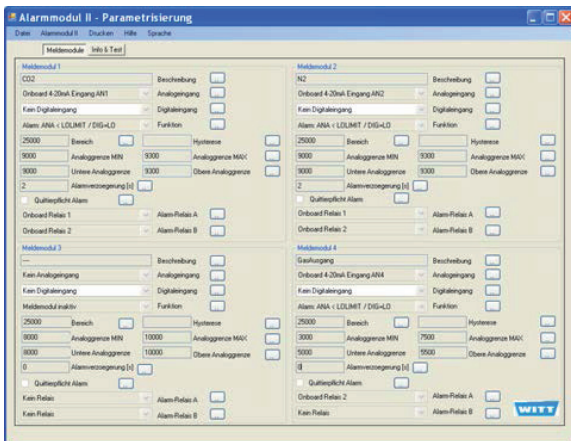 Alarmmodul II - Parametrisierung
Datei Alarmmodul II Drucken Hilfe Sprache
Meldemodule Info & Test
Meldemodul 1
CO2 Beschreibung ...
Onboard 4-20mA Eingang AN1 Analogeingang ...
Kein Digitaleingang Digitaleingang ...
Alarm: ANA < LOLIMIT / DIG=LO Funktion ...
25000 Bereich ... Hysterese ...
9000 Analoggrenze MIN 9300 Analoggrenze MAX ...
9000 Untere Analoggrenze 9300 Obere Analoggrenze ...
2 Alarmverzoegerung [s] ...
Quittierpflicht Alarm ...
Onboard Relais 1 Alarm-Relais A ...
Onboard Relais 2 Alarm-Relais B ...
Meldemodul 2
N2 Beschreibung ...
Onboard 4-20mA Eingang AN2 Analogeingang ...
Kein Digitaleingang Digitaleingang ...
Alarm: ANA < LOLIMIT / DIG=LO Funktion ...
25000 Bereich ... Hysterese ...
9000 Analoggrenze MIN 9300 Analoggrenze MAX ...
9000 Untere Analoggrenze 9300 Obere Analoggrenze ...
2 Alarmverzoegerung [s] ...
Quittierpflicht Alarm ...
Onboard Relais 1 Alarm-Relais A ...
Onboard Relais 2 Alarm-Relais B ...
Meldemodul 3
--- Beschreibung ...
Kein Analogeingang Analogeingang ...
Kein Digitaleingang Digitaleingang ...
Meldemodul inaktiv Funktion ...
25000 Bereich ... Hysterese ...
8000 Analoggrenze MIN 10000 Analoggrenze MAX ...
8000 Untere Analoggrenze 10000 Obere Analoggrenze ...
0 Alarmverzoegerung [s] ...
Quittierpflicht Alarm ...
Kein Relais Alarm-Relais A ...
Kein Relais Alarm-Relais B ...
Meldemodul 4
GasAusgang Beschreibung ...
Onboard 4-20mA Eingang AN4 Analogeingang ...
Kein Digitaleingang Digitaleingang ...
Alarm: ANA < LOLIMIT / DIG=LO Funktion ...
25000 Bereich ... Hysterese ...
3000 Analoggrenze MIN 7500 Analoggrenze MAX ...
5000 Untere Analoggrenze 5500 Obere Analoggrenze ...
0 Alarmverzoegerung [s] ...
Quittierpflicht Alarm ...
Onboard Relais 2 Alarm-Relais A ...
Kein Relais Alarm-Relais B ...
WITT